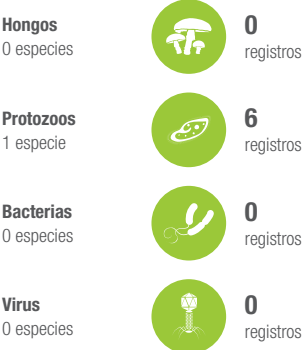 Hongos
0 especies
0
registros
Protozoos
1 especie
6
registros
Bacterias
0 especies
0
registros
Virus
0 especies
0
registros